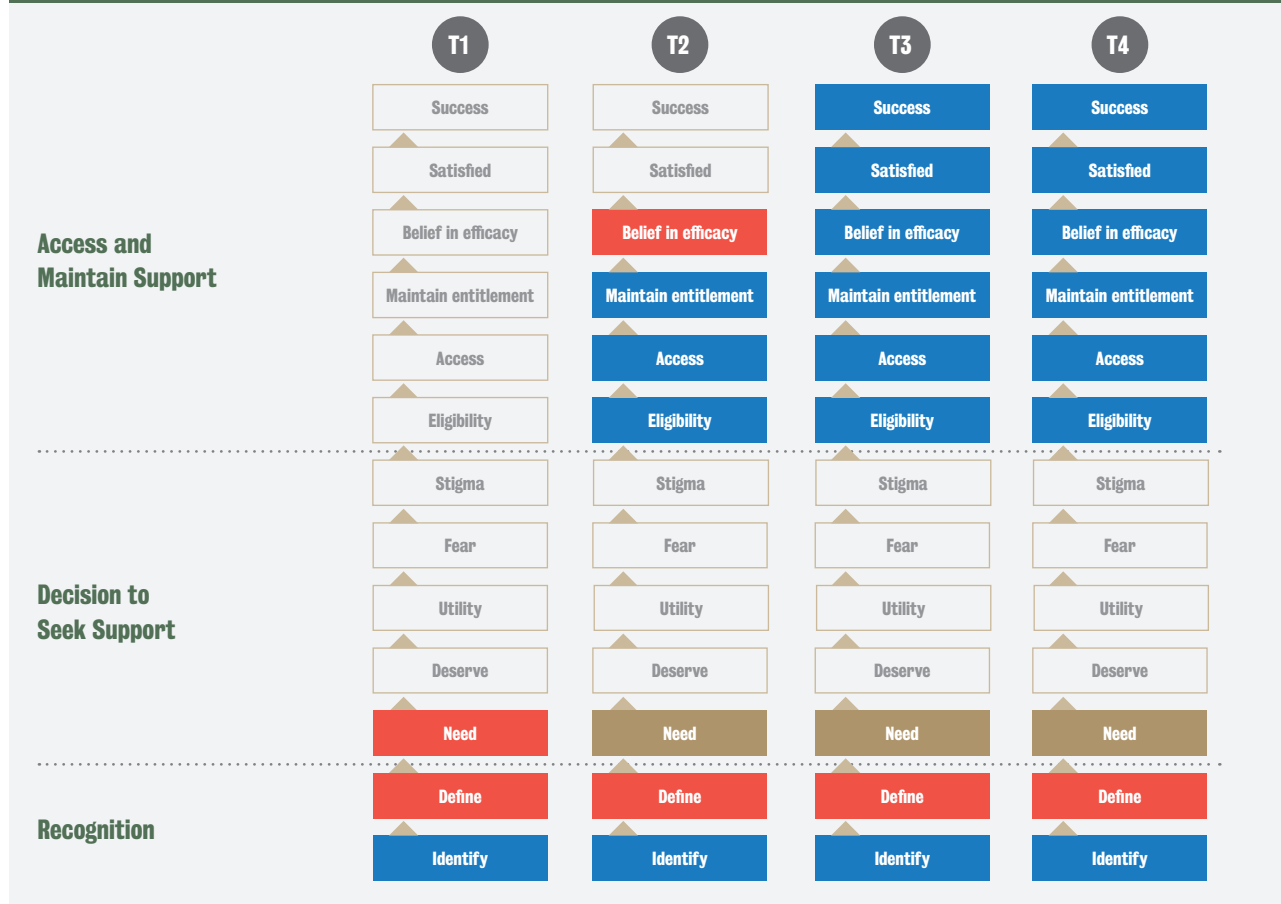 T1 T2 T3 T4
Success Success Success Success
Satisfied Satisfied Satisfied Satisfied
Access and
Belief in efficacy Belief in efficacy Belief in efficacy Belief in efficacy
Maintain Support
Maintain entitlement Maintain entitlement Maintain entitlement Maintain entitlement
Access Access Access Access
Eligibility Eligibility Eligibility Eligibility
Stigma Stigma Stigma Stigma
Fear Fear Fear Fear
Decision to
Utility Utility Utility Utility
Seek Support
Deserve Deserve Deserve Deserve
Need Need Need Need
Define Define Define Define
Recognition
Identify Identify Identify Identify